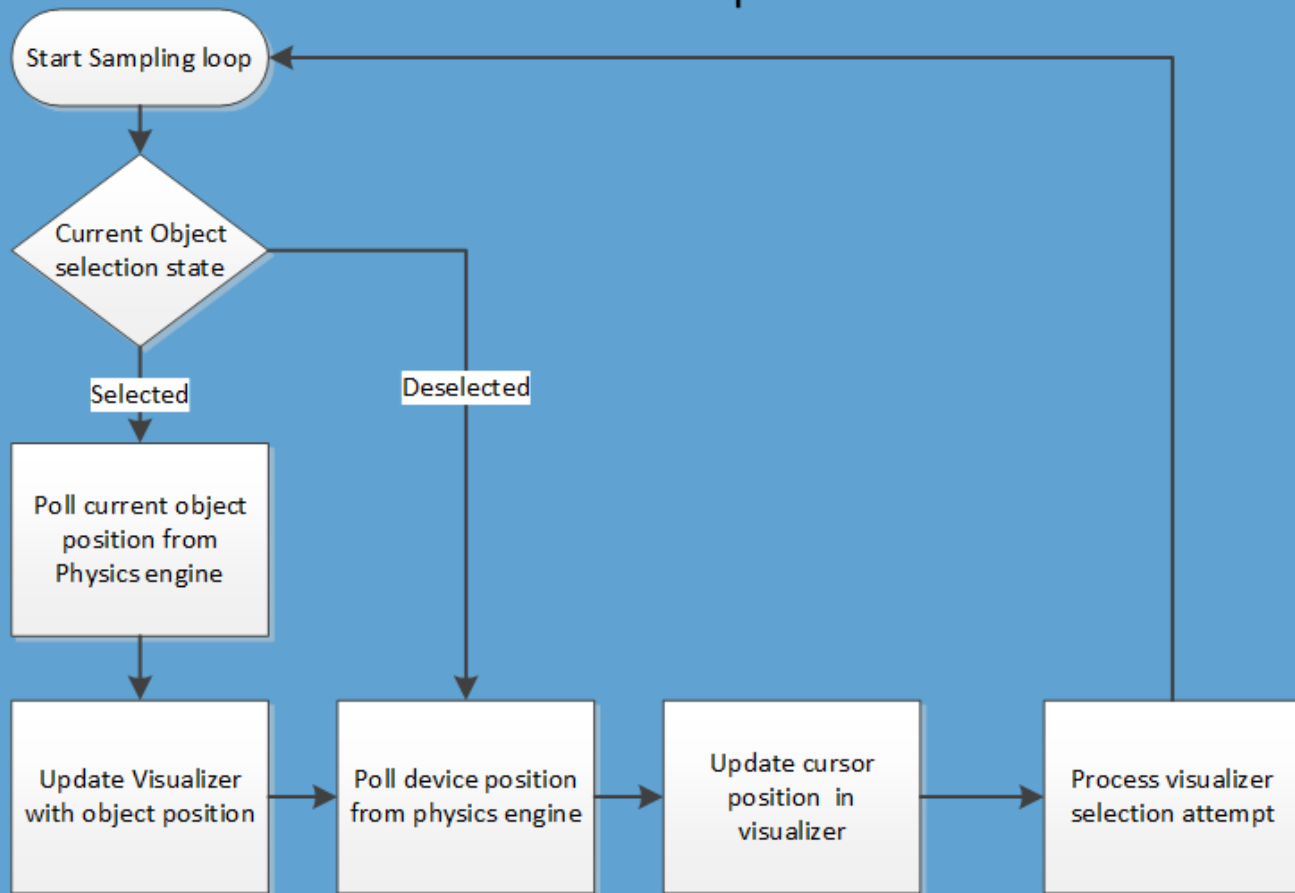 Start Sampling loop
Current Object
selection state
Selected
Deselected
Poll current object
position from
Physics engine
Update Visualizer
with object position
Poll device position
from physics engine
Update cursor
position in
visualizer
Process visualizer
selection attempt